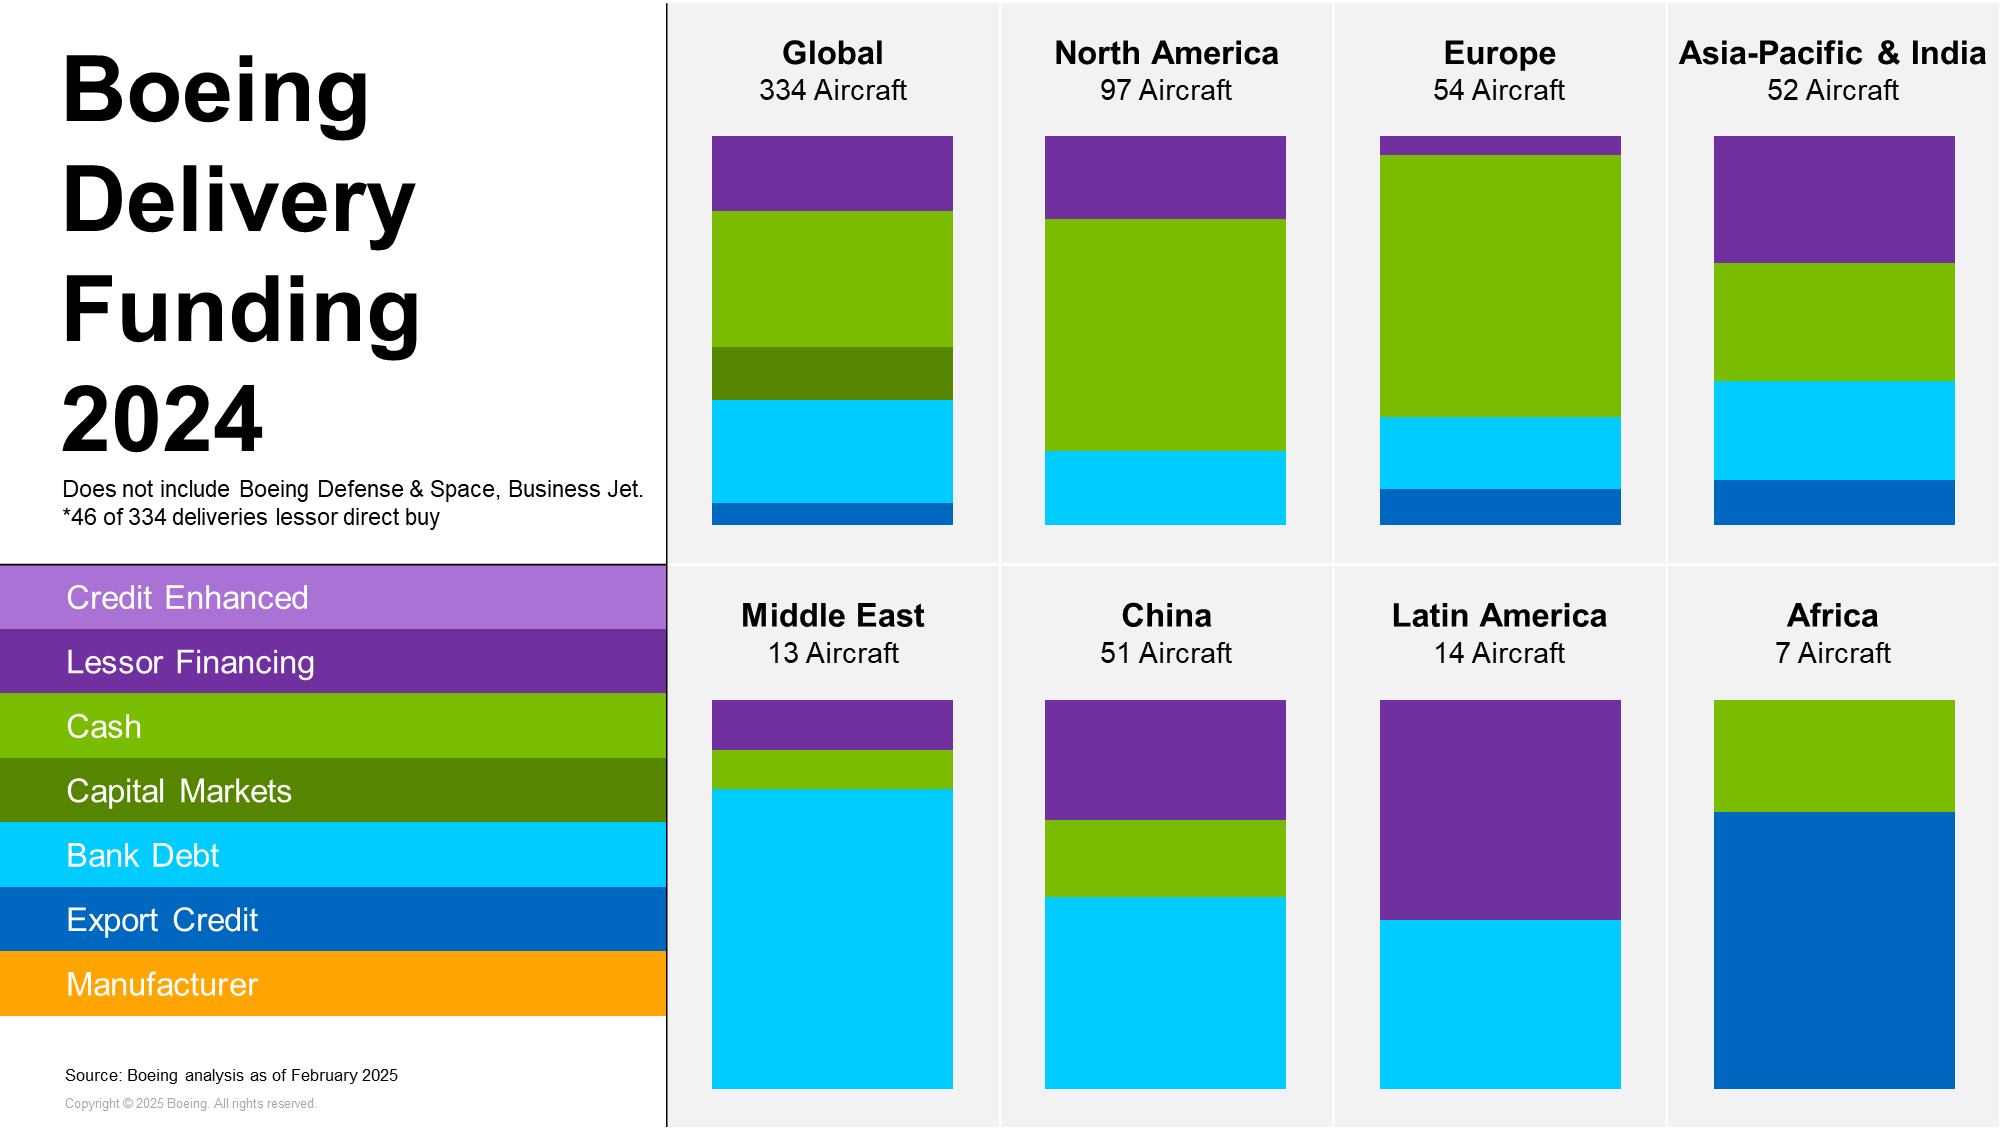 Boeing
Delivery
Funding
2024
Does not include Boeing Defense & Space, Business Jet.
*46 of 334 deliveries lessor direct buy
Credit Enhanced
Lessor Financing
Cash
Capital Markets
Bank Debt
Export Credit
Manufacturer
Source: Boeing analysis as of February 2025
Copyright © 2025 Boeing. All rights reserved.
Global
334 Aircraft
North America
97 Aircraft
Europe
54 Aircraft
Asia-Pacific & India
52 Aircraft
Middle East
13 Aircraft
China
51 Aircraft
Latin America
14 Aircraft
Africa
7 Aircraft